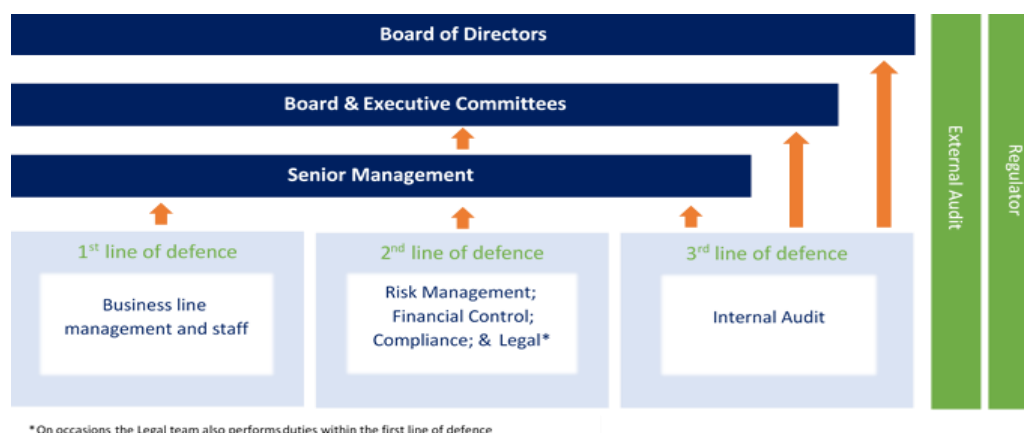 Board of Directors
Board & Executive Committees
Senior Management
1st line of defence
Business line
management and staff
2nd line of defence
Risk Management;
Financial Control;
Compliance; & Legal*
3rd line of defence
Internal Audit
External Audit
Regulator
*On occasions the Legal team also performs duties within the first line of defence